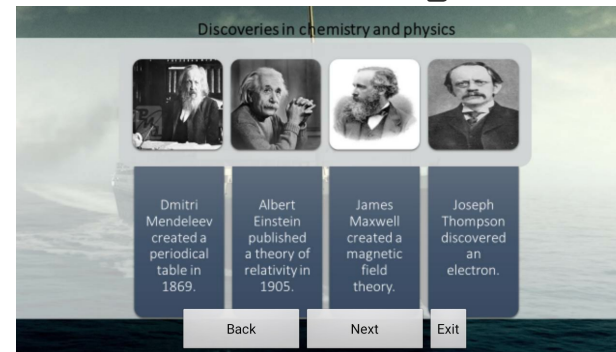 Discoveries in chemistry and physics
Dmitri
Mendeleev
created a
periodical
table in
1869.
Albert
Einstein
published
a theory of
relativity in
1905.
James
Maxwell
created a
magnetic
field
theory.
Joseph
Thompson
discovered
an
electron.
Back
Next
Exit